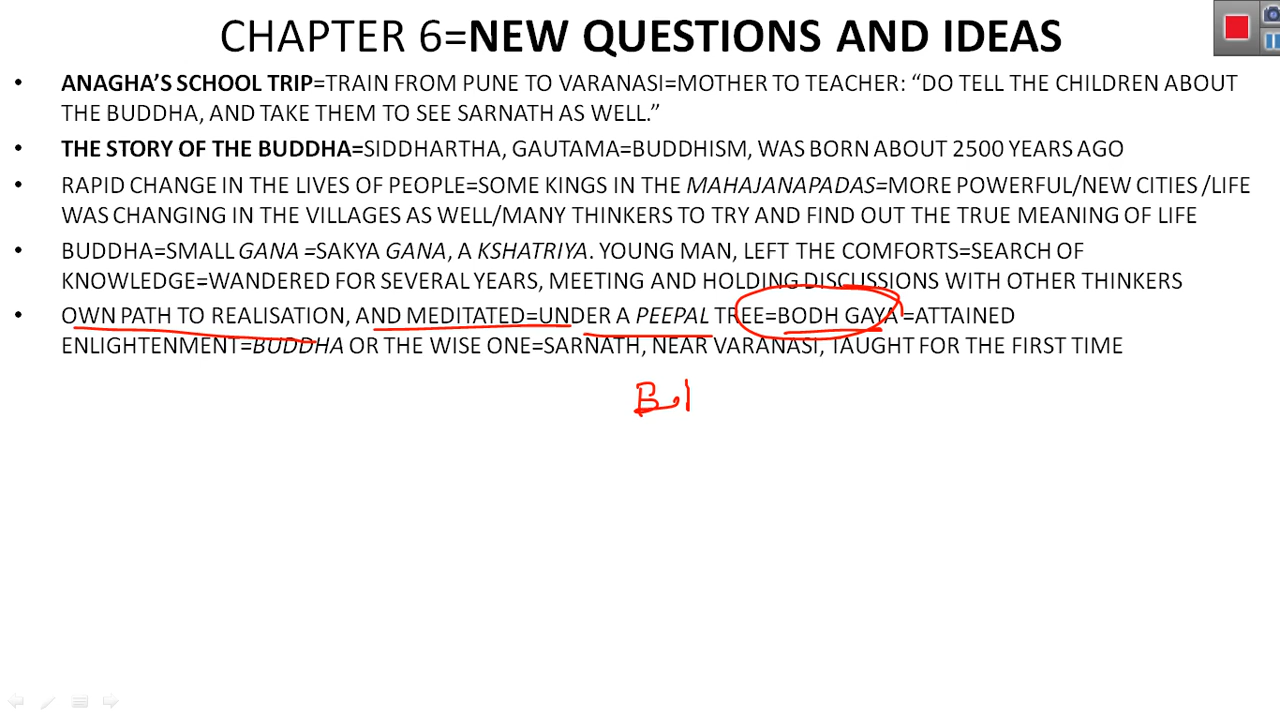 CHAPTER 6=NEW QUESTIONS AND IDEAS
• ANAGHA'S SCHOOL TRIP=TRAIN FROM PUNE TO VARANASI=MOTHER TO TEACHER: “DO TELL THE CHILDREN ABOUT
THE BUDDHA, AND TAKE THEM TO SEE SARNATH AS WELL.”
• THE STORY OF THE BUDDHA=SIDDHARTHA, GAUTAMA=BUDDHISM, WAS BORN ABOUT 2500 YEARS AGO
• RAPID CHANGE IN THE LIVES OF PEOPLE=SOME KINGS IN THE MAHAJANAPADAS=MORE POWERFUL/NEW CITIES /LIFE
WAS CHANGING IN THE VILLAGES AS WELL/MANY THINKERS TO TRY AND FIND OUT THE TRUE MEANING OF LIFE
• BUDDHA=SMALL GANA =SAKYA GANA, A KSHATRIYA. YOUNG MAN, LEFT THE COMFORTS=SEARCH OF
KNOWLEDGE=WANDERED FOR SEVERAL YEARS, MEETING AND HOLDING DISCUSSIONS WITH OTHER THINKERS
• OWN PATH TO REALISATION, AND MEDITATED=UNDER A PEEPAL TREE=BODH GAYA =ATTAINED
ENLIGHTENMENT=BUDDHA OR THE WISE ONE=SARNATH, NEAR VARANASI, TAUGHT FOR THE FIRST TIME